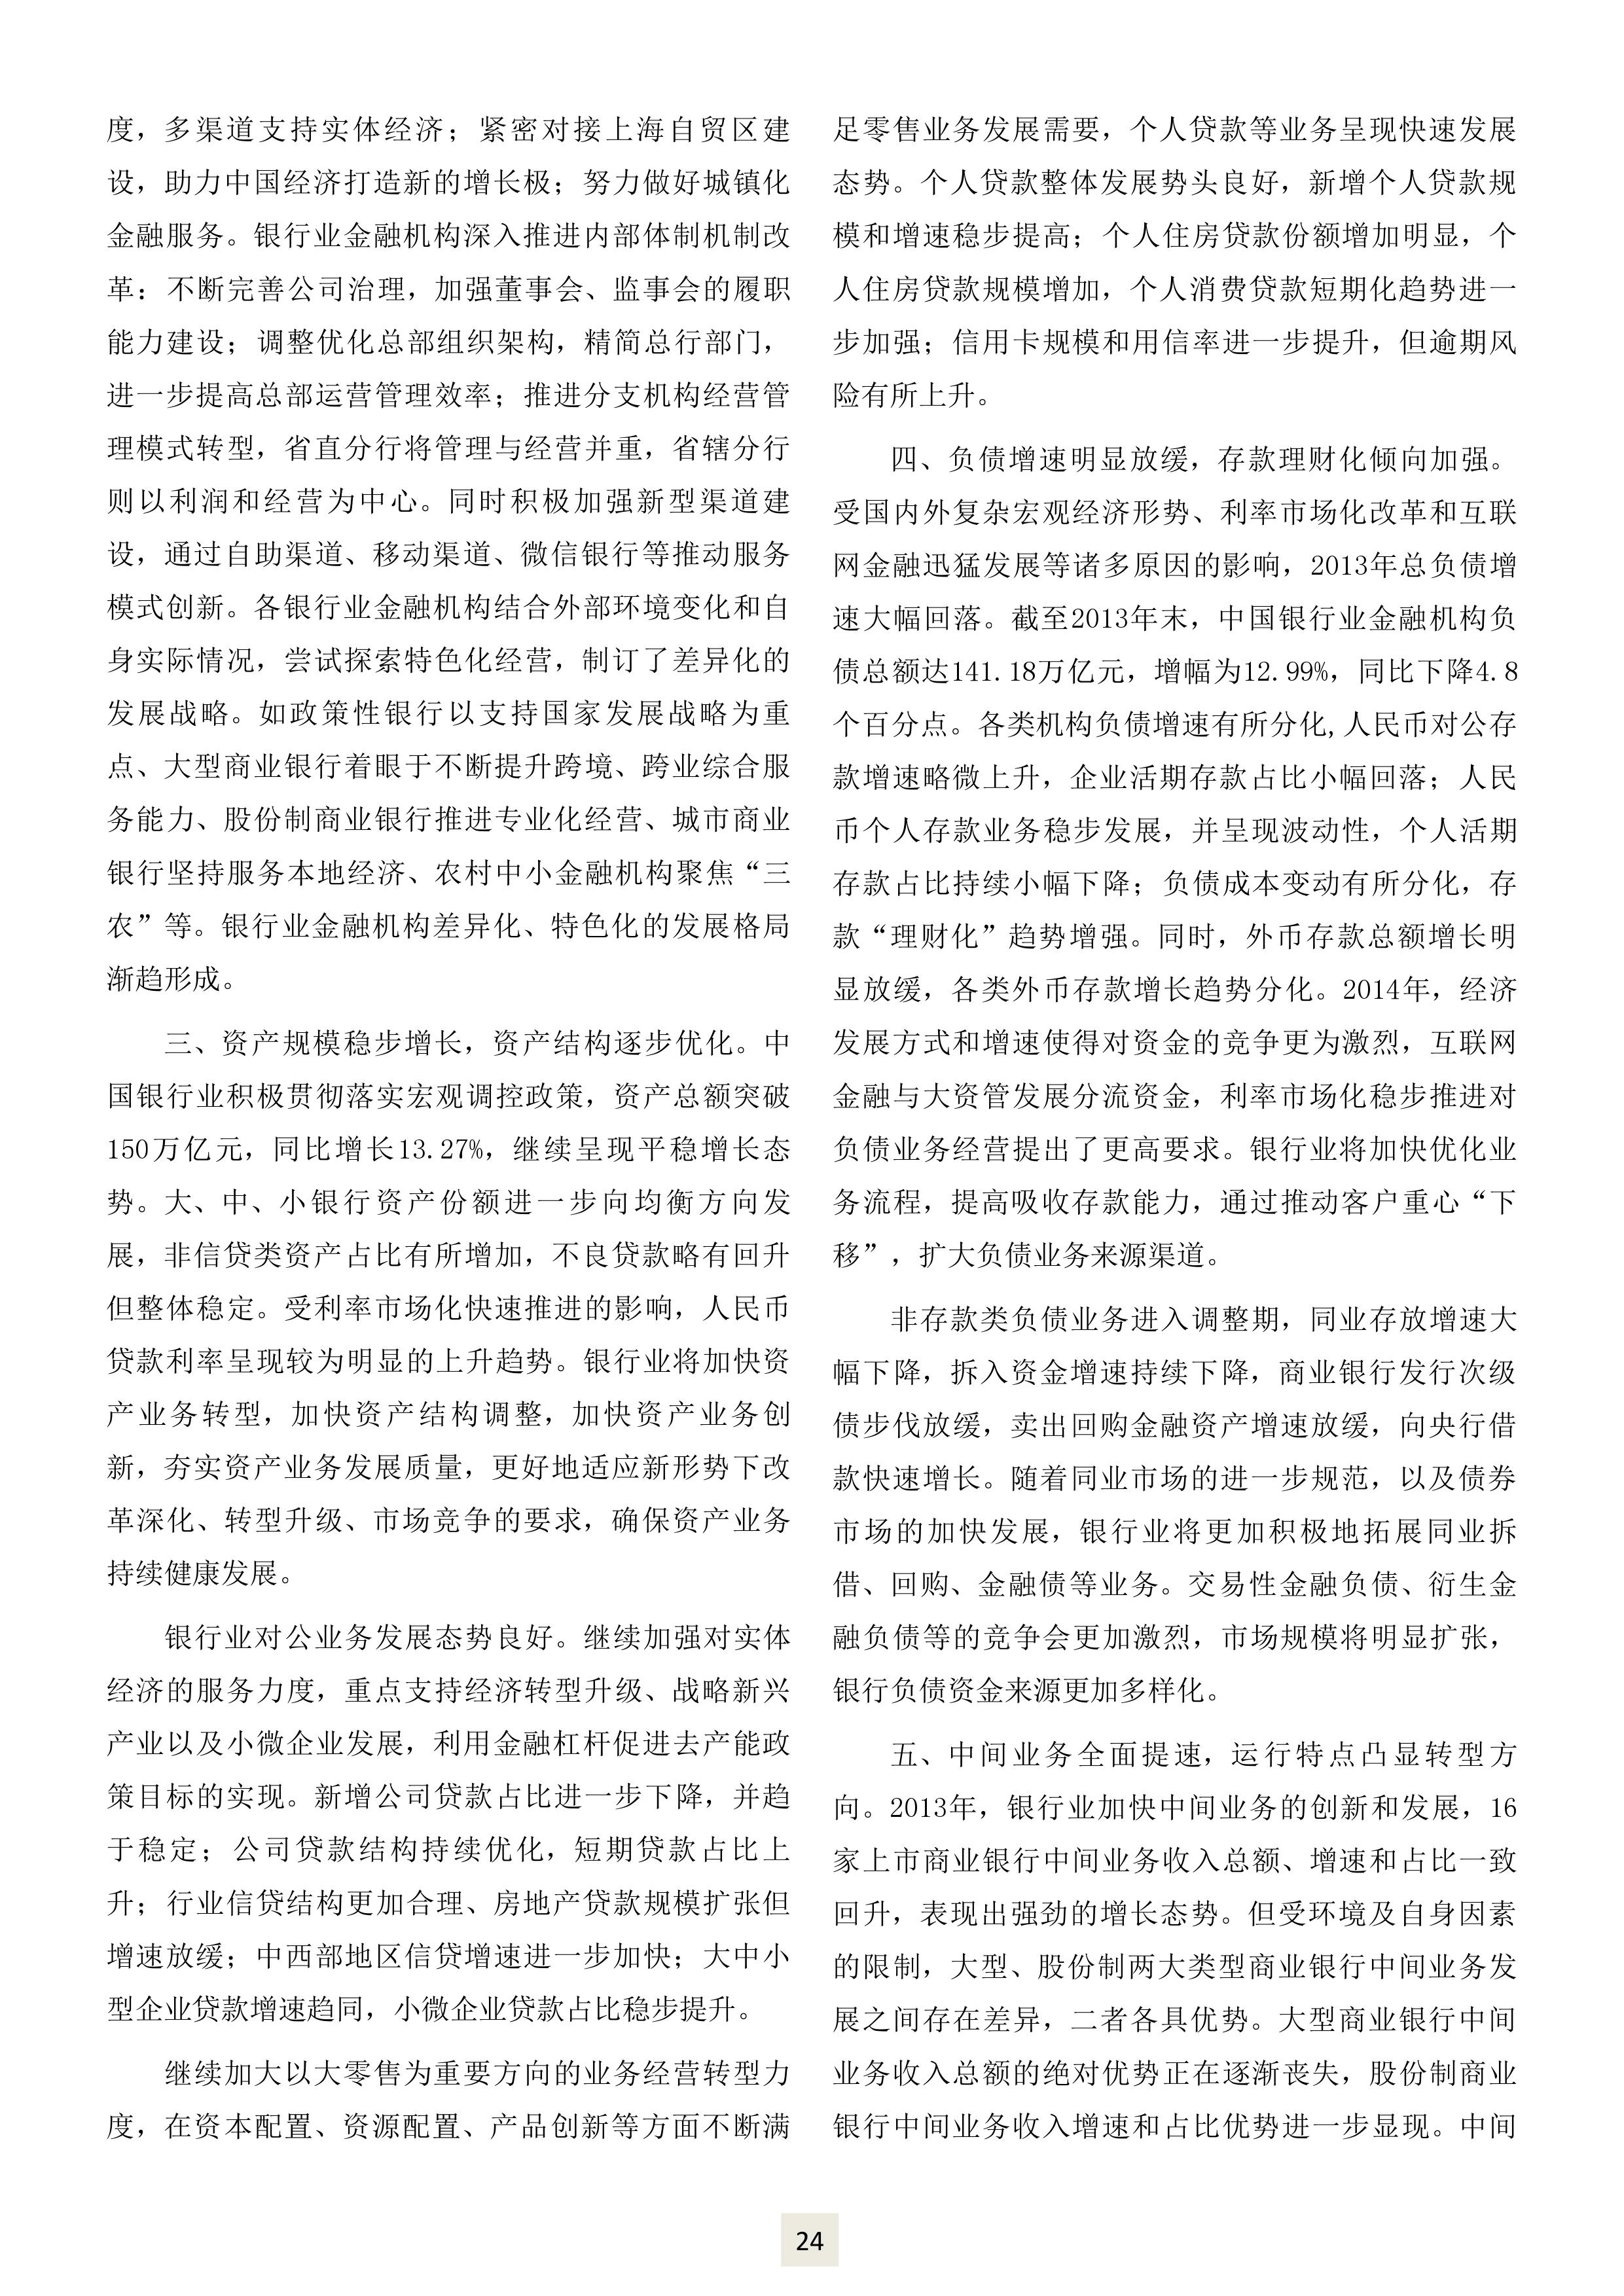 度，多渠道支持实体经济；紧密对接上海自贸区建
设，助力中国经济打造新的增长极；努力做好城镇化
金融服务。银行业金融机构深入推进内部体制机制改
革：不断完善公司治理，加强董事会、监事会的履职
能力建设；调整优化总部组织架构，精简总行部门，
进一步提高总部运营管理效率；推进分支机构经营管
理模式转型，省直分行将管理与经营并重，省辖分行
则以利润和经营为中心。同时积极加强新型渠道建
设，通过自助渠道、移动渠道、微信银行等推动服务
模式创新。各银行业金融机构结合外部环境变化和自
身实际情况，尝试探索特色化经营，制订了差异化的
发展战略。如政策性银行以支持国家发展战略为重
点、大型商业银行着眼于不断提升跨境、跨业综合服
务能力、股份制商业银行推进专业化经营、城市商业
银行坚持服务本地经济、农村中小金融机构聚焦“三
农”等。银行业金融机构差异化、特色化的发展格局
渐趋形成。
三、资产规模稳步增长，资产结构逐步优化。中
国银行业积极贯彻落实宏观调控政策，资产总额突破
150万亿元，同比增长13.27%，继续呈现平稳增长态
势。大、中、小银行资产份额进一步向均衡方向发
展，非信贷类资产占比有所增加，不良贷款略有回升
但整体稳定。受利率市场化快速推进的影响，人民币
贷款利率呈现较为明显的上升趋势。银行业将加快资
产业务转型，加快资产结构调整，加快资产业务创
新，夯实资产业务发展质量，更好地适应新形势下改
革深化、转型升级、市场竞争的要求，确保资产业务
持续健康发展。
银行业对公业务发展态势良好。继续加强对实体
经济的服务力度，重点支持经济转型升级、战略新兴
产业以及小微企业发展，利用金融杠杆促进去产能政
策目标的实现。新增公司贷款占比进一步下降，并趋
于稳定；公司贷款结构持续优化，短期贷款占比上
升；行业信贷结构更加合理、房地产贷款规模扩张但
增速放缓；中西部地区信贷增速进一步加快；大中小
型企业贷款增速趋同，小微企业贷款占比稳步提升。
继续加大以大零售为重要方向的业务经营转型力
度，在资本配置、资源配置、产品创新等方面不断满
足零售业务发展需要，个人贷款等业务呈现快速发展
态势。个人贷款整体发展势头良好，新增个人贷款规
模和增速稳步提高；个人住房贷款份额增加明显，个
人住房贷款规模增加，个人消费贷款短期化趋势进一
步加强；信用卡规模和用信率进一步提升，但逾期风
险有所上升。
四、负债增速明显放缓，存款理财化倾向加强。
受国内外复杂宏观经济形势、利率市场化改革和互联
网金融迅猛发展等诸多原因的影响，2013年总负债增
速大幅回落。截至2013年末，中国银行业金融机构负
债总额达141.18万亿元，增幅为12.99%，同比下降4.8
个百分点。各类机构负债增速有所分化,人民币对公存
款增速略微上升，企业活期存款占比小幅回落；人民
币个人存款业务稳步发展，并呈现波动性，个人活期
存款占比持续小幅下降；负债成本变动有所分化，存
款“理财化”趋势增强。同时，外币存款总额增长明
显放缓，各类外币存款增长趋势分化。2014年，经济
发展方式和增速使得对资金的竞争更为激烈，互联网
金融与大资管发展分流资金，利率市场化稳步推进对
负债业务经营提出了更高要求。银行业将加快优化业
务流程，提高吸收存款能力，通过推动客户重心“下
移”，扩大负债业务来源渠道。
非存款类负债业务进入调整期，同业存放增速大
幅下降，拆入资金增速持续下降，商业银行发行次级
债步伐放缓，卖出回购金融资产增速放缓，向央行借
款快速增长。随着同业市场的进一步规范，以及债券
市场的加快发展，银行业将更加积极地拓展同业拆
借、回购、金融债等业务。交易性金融负债、衍生金
融负债等的竞争会更加激烈，市场规模将明显扩张，
银行负债资金来源更加多样化。
五、中间业务全面提速，运行特点凸显转型方
向。2013年，银行业加快中间业务的创新和发展，16
家上市商业银行中间业务收入总额、增速和占比一致
回升，表现出强劲的增长态势。但受环境及自身因素
的限制，大型、股份制两大类型商业银行中间业务发
展之间存在差异，二者各具优势。大型商业银行中间
业务收入总额的绝对优势正在逐渐丧失，股份制商业
银行中间业务收入增速和占比优势进一步显现。中间
24